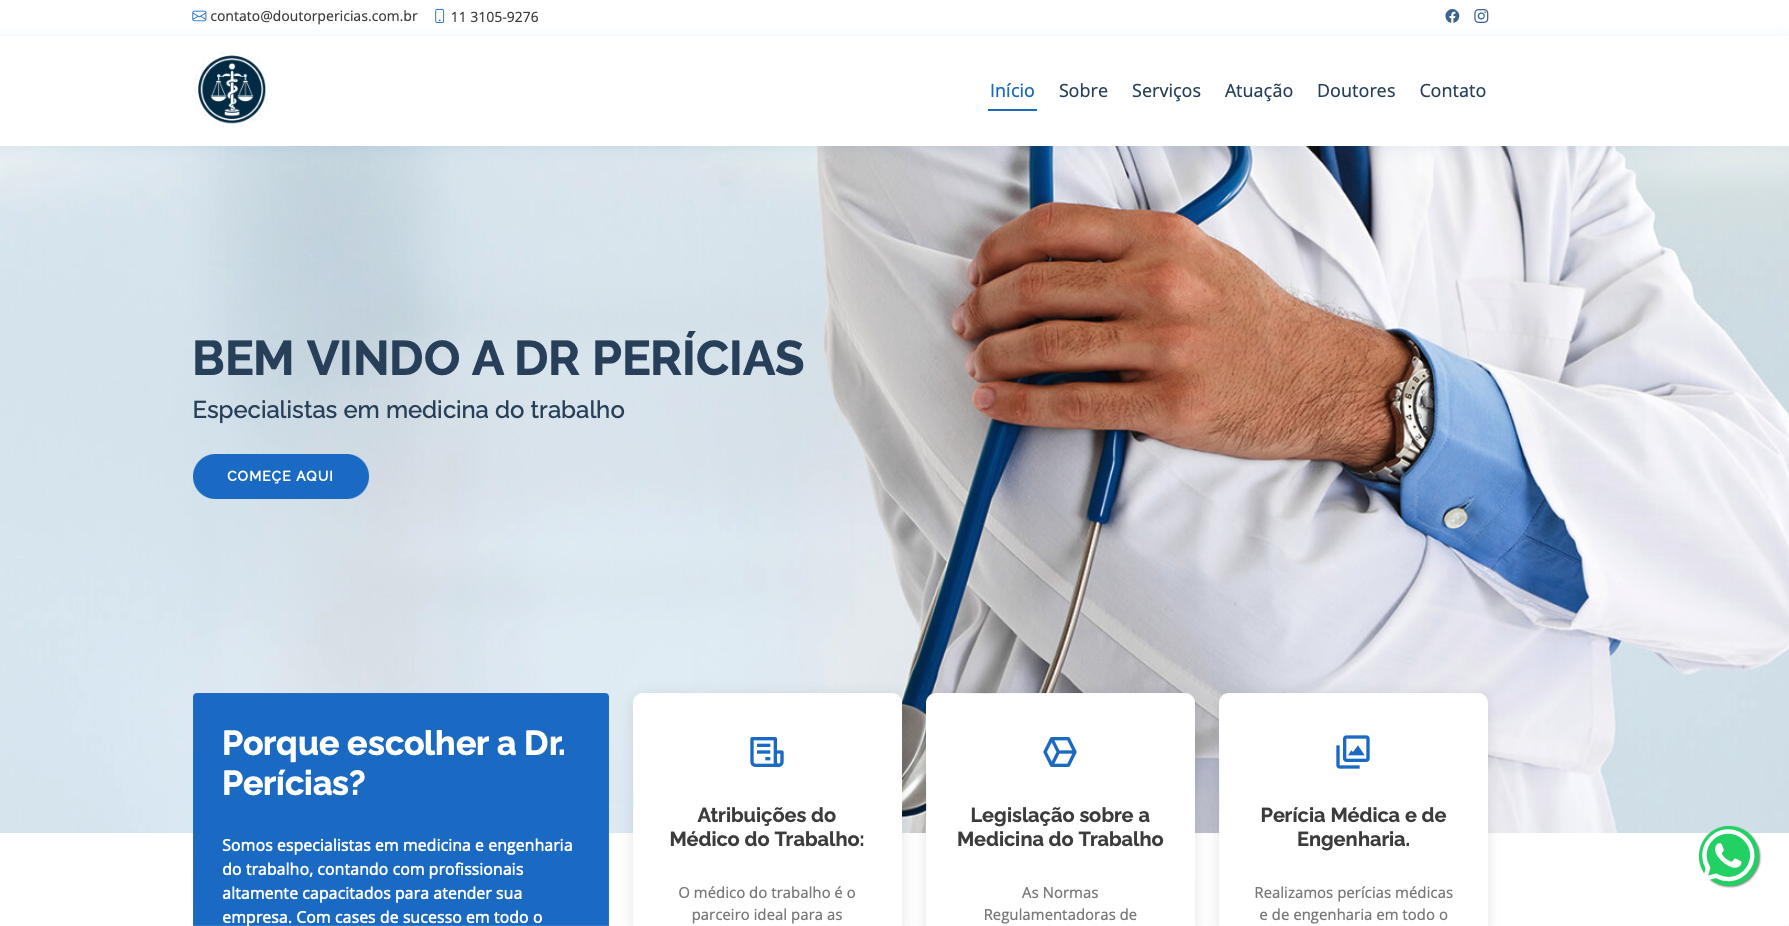 contato@doutorpericias.com.br 11 3105-9276
Início Sobre Serviços Atuação Doutores Contato
BEM VINDO A DR PERÍCIAS
Especialistas em medicina do trabalho
COMEÇE AQUI
Porque escolher a Dr.
Perícias?
Somos especialistas em medicina e engenharia
do trabalho, contando com profissionais
altamente capacitados para atender sua
empresa. Com cases de sucesso em todo o
Atribuições do
Médico do Trabalho:
O médico do trabalho é o
parceiro ideal para as
Legislação sobre a
Medicina do Trabalho
As Normas
Regulamentadoras de
Perícia Médica e de
Engenharia.
Realizamos perícias médicas
e de engenharia em todo o